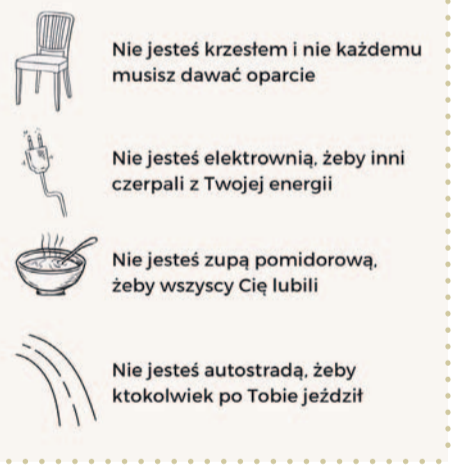 Nie jesteś krzesłem i nie każdemu
musisz dawać oparcie
Nie jesteś elektrownią, żeby inni
czerpali z Twojej energii
Nie jesteś zupą pomidorową,
żeby wszyscy Cię lubili
Nie jesteś autostradą, żeby
ktokolwiek po Tobie jeździł